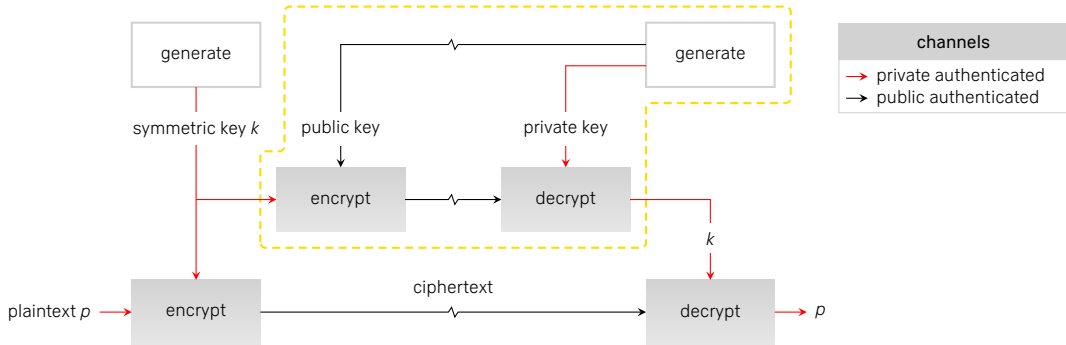 generate
generate
channels
private authenticated
public authenticated
symmetric key k
public key
private key
encrypt
decrypt
k
ciphertext
plaintext p
encrypt
decrypt
p